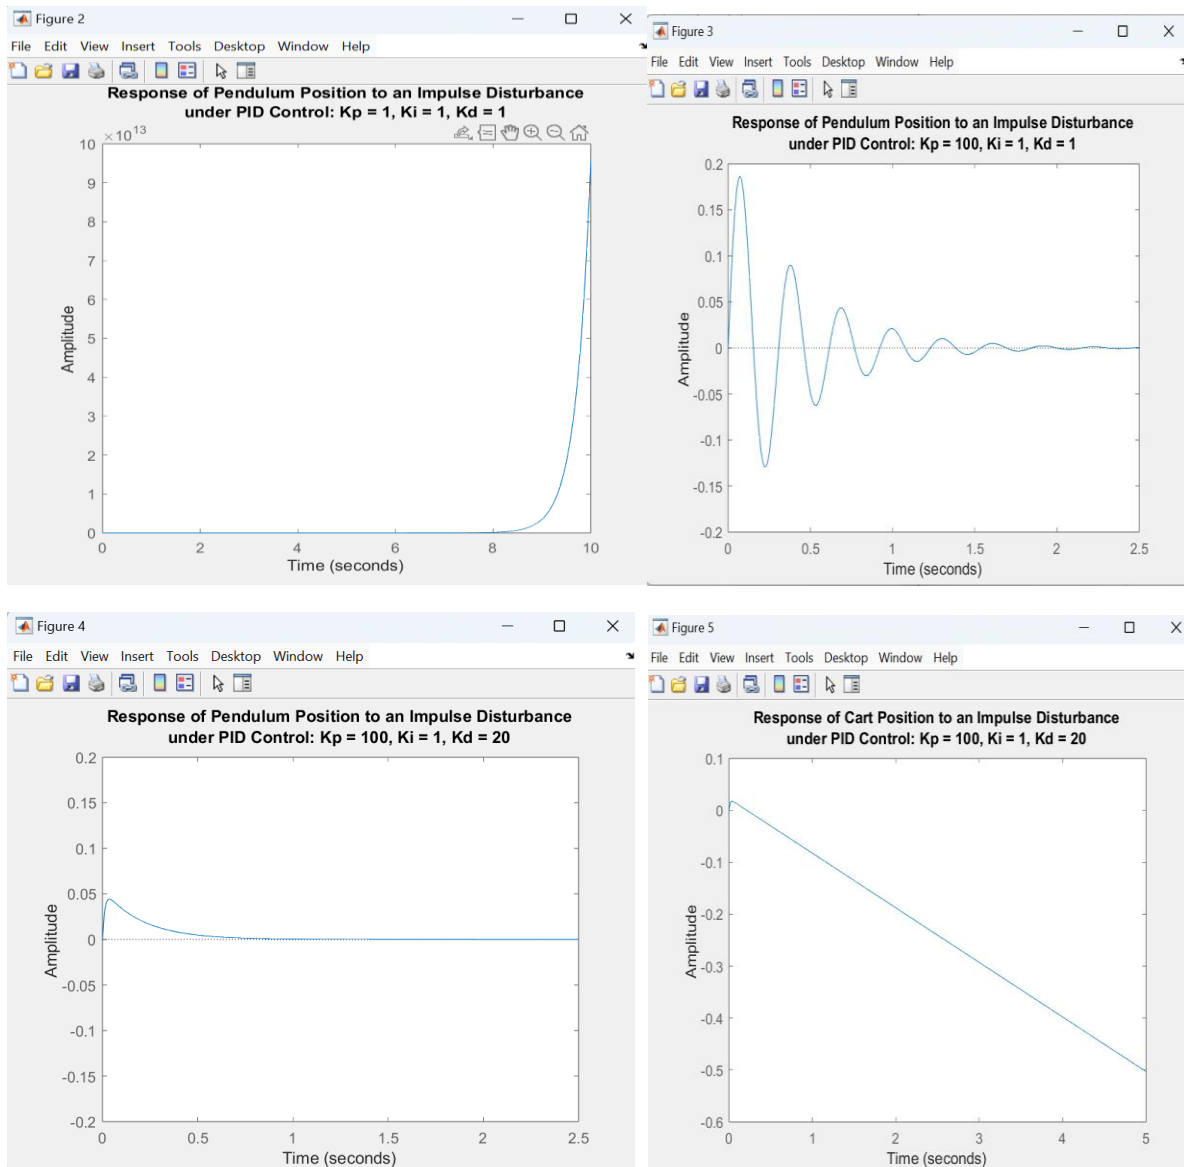 Figure 2
File Edit View Insert Tools Desktop Window Help
Response of Pendulum Position to an Impulse Disturbance
under PID Control: Kp = 1, Ki = 1, Kd = 1
×10^13
10
9
8
7
6
5
4
3
2
1
0
Amplitude
0 2 4 6 8 10
Time (seconds)
Figure 3
File Edit View Insert Tools Desktop Window Help
Response of Pendulum Position to an Impulse Disturbance
under PID Control: Kp = 100, Ki = 1, Kd = 1
0.2
0.15
0.1
0.05
0
-0.05
-0.1
-0.15
-0.2
Amplitude
0 0.5 1 1.5 2 2.5
Time (seconds)
Figure 4
File Edit View Insert Tools Desktop Window Help
Response of Pendulum Position to an Impulse Disturbance
under PID Control: Kp = 100, Ki = 1, Kd = 20
0.2
0.15
0.1
0.05
0
-0.05
-0.1
-0.15
-0.2
Amplitude
0 0.5 1 1.5 2 2.5
Time (seconds)
Figure 5
File Edit View Insert Tools Desktop Window Help
Response of Cart Position to an Impulse Disturbance
under PID Control: Kp = 100, Ki = 1, Kd = 20
0.1
0
-0.1
-0.2
-0.3
-0.4
-0.5
-0.6
Amplitude
0 1 2 3 4 5
Time (seconds)